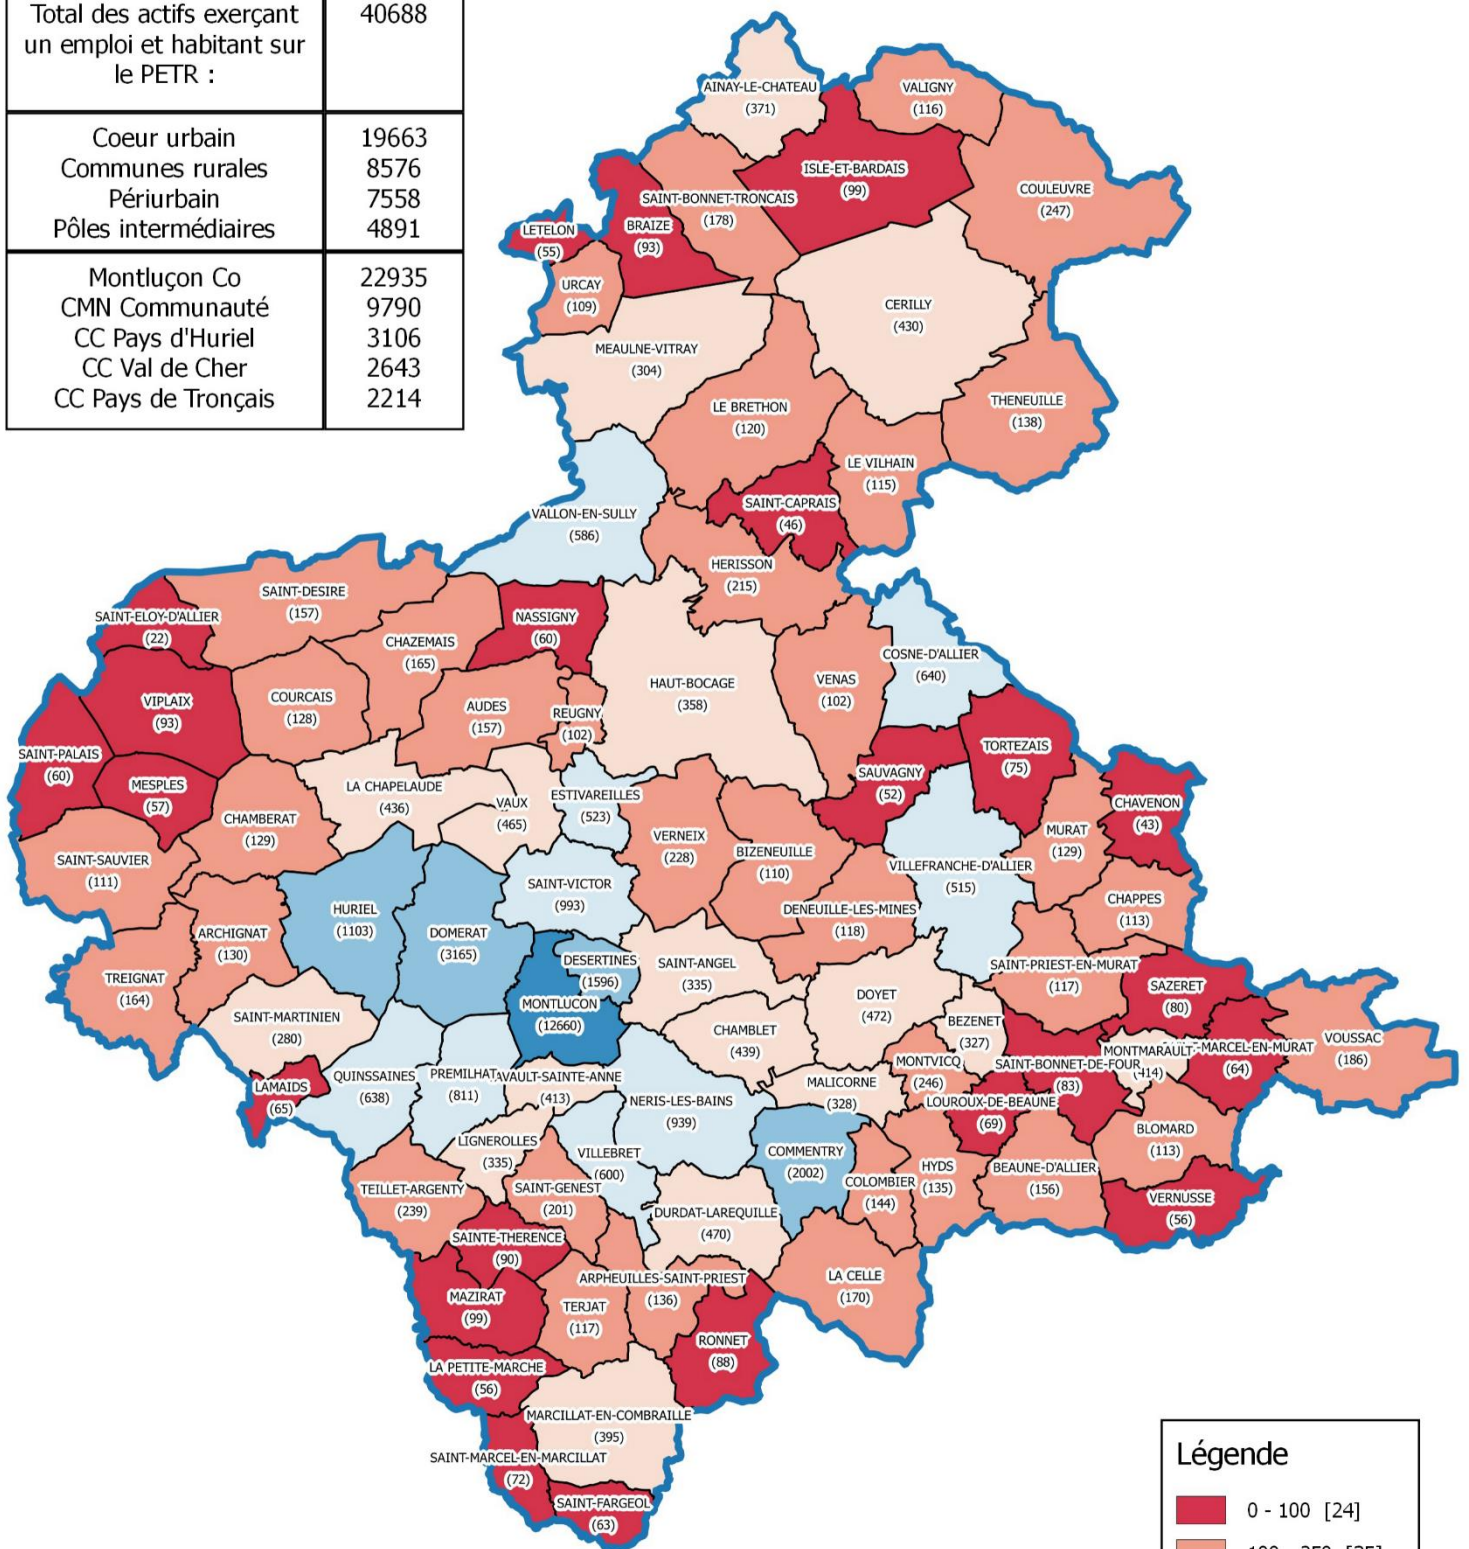 Total des actifs exerçant 40688
un emploi et habitant sur
le PETR :
Coeur urbain 19663
Communes rurales 8576
Périurbain 7558
Pôles intermédiaires 4891
Montluçon Co 22935
CMN Communauté 9790
CC Pays d'Huriel 3106
CC Val de Cher 2643
CC Pays de Tronçais 2214
AINAY-LE-CHATEAU
(371)
VALIGNY
(116)
ISLE-ET-BARDAIS
(99)
COULEUVRE
(247)
SAINT-BONNET-TRONCAIS
(178)
BRAIZE
(93)
LETELON
(55)
URCAY
(109)
CERILLY
(430)
MEAULNE-VITRAY
(304)
THENEUILLE
(138)
LE BRETHON
(120)
LE VILHAIN
(115)
SAINT-CAPRAIS
(46)
VALLON-EN-SULLY
(586)
HERISSON
(215)
SAINT-DESIRE
(157)
SAINT-ELOY-D'ALLIER
(22)
NASSIGNY
(60)
CHAZEMAIS
(165)
COSNE-D'ALLIER
(640)
HAUT-BOCAGE
(358)
VENAS
(102)
VIPLAIX
(93)
COURCAIS
(128)
AUDES
(157)
REUGNY
(102)
TORTEZAIS
(75)
SAINT-PALAIS
(60)
SAUVAGNY
(52)
MESPLES
(57)
LA CHAPELAUDE
(436)
VAUX
(465)
ESTIVAREILLES
(523)
CHAVENON
(43)
CHAMBERAT
(129)
VERNEIX
(228)
MURAT
(129)
BIZENEUILLE
(110)
SAINT-SAUVIER
(111)
VILLEFRANCHE-D'ALLIER
(515)
SAINT-VICTOR
(993)
CHAPPES
(113)
HURIEL
(1103)
DENEUILLE-LES-MINES
(118)
ARCHIGNAT
(130)
DOMERAT
(3165)
DESERTINES
(1596)
SAINT-ANGEL
(335)
SAINT-PRIEST-EN-MURAT
(117)
TREIGNAT
(164)
SAZERET
(80)
DOYET
(472)
MONTLUCON
(12660)
SAINT-MARTINIEN
(280)
BEZENET
(327)
CHAMBLET
(439)
VOUSSAC
(186)
MONTMARAULT
(414)
-MARCEL-EN-MURAT
(64)
MONTVICQ
(246)
SAINT-BONNET-DE-FOUR
(83)
QUINSSAINES
(638)
PREMILHAT
(811)
AVAULT-SAINTE-ANNE
(413)
MALICORNE
(328)
LAMAIDS
(65)
NERIS-LES-BAINS
(939)
LOUROUX-DE-BEAUNE
(69)
BLOMARD
(113)
LIGNEROLLES
(335)
VILLEBRET
(600)
COMMENTRY
(2002)
HYDS
(135)
BEAUNE-D'ALLIER
(156)
COLOMBIER
(144)
TEILLET-ARGENTY
(239)
SAINT-GENEST
(201)
VERNUSSE
(56)
DURDAT-LAREQUILLE
(470)
SAINTE-THERENCE
(90)
LA CELLE
(170)
ARPHEUILLES-SAINT-PRIEST
(136)
MAZIRAT
(99)
TERJAT
(117)
RONNET
(88)
LA PETITE-MARCHE
(56)
MARCILLAT-EN-COMBRAILLE
(395)
SAINT-MARCEL-EN-MARCILLAT
(72)
SAINT-FARGEOL
(63)
Légende
0 - 100 [24]